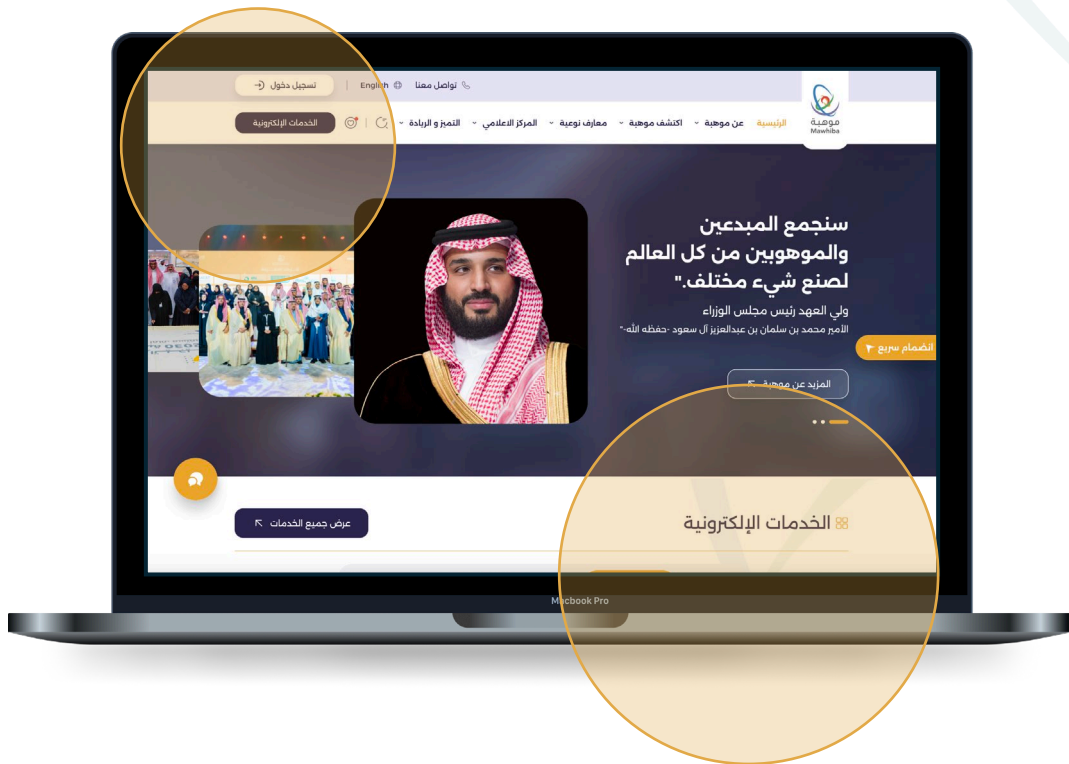 تواصل معنا
English
تسجيل دخول
موهبة
Mawhiba
الرئيسية
عن موهبة
اكتشف موهبة
معارف نوعية
المركز الاعلامي
التميز و الريادة
الخدمات الإلكترونية
سنجمع المبدعين
والموهوبين من كل العالم
لصنع شيء مختلف."
ولي العهد رئيس مجلس الوزراء
الأمير محمد بن سلمان بن عبدالعزيز آل سعود -حفظه الله-"
انضمام سريع
المزيد عن موهبة
الخدمات الإلكترونية
عرض جميع الخدمات
Macbook Pro